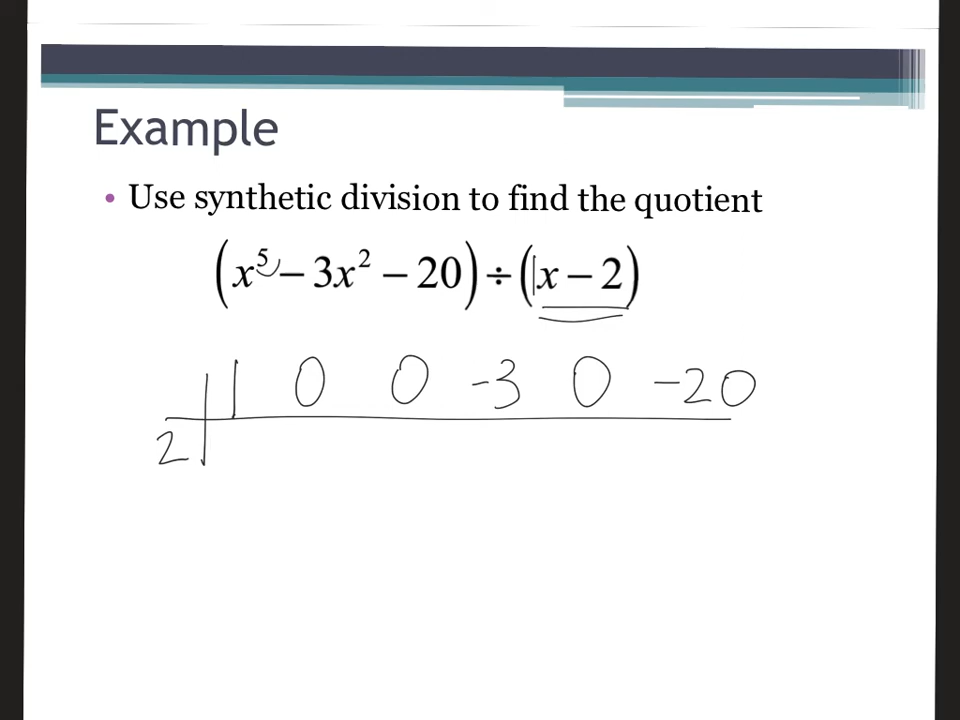 Example
• Use synthetic division to find the quotient
(x⁵ − 3x² − 20) ÷ (x − 2)
1 0 0 -3 0 -20
2